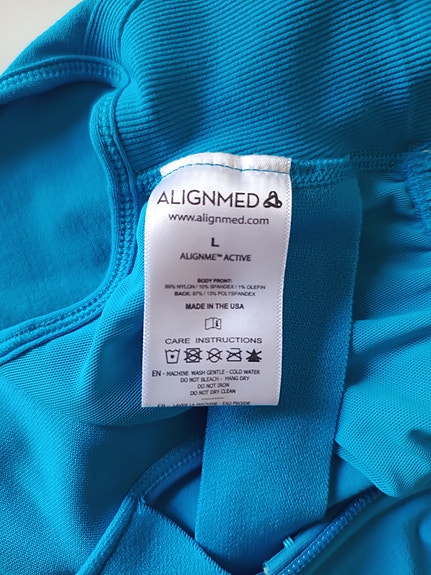 ALIGNMED
www.alignmed.com
L
ALIGNME™ ACTIVE
BODY FRONT:
89% NYLON / 10% SPANDEX / 1% OLEFIN
BACK: 87% / 13% POLYSPANDEX
MADE IN THE USA
CARE INSTRUCTIONS
EN - MACHINE WASH GENTLE - COLD WATER
DO NOT BLEACH - HANG DRY
DO NOT IRON
DO NOT DRY CLEAN